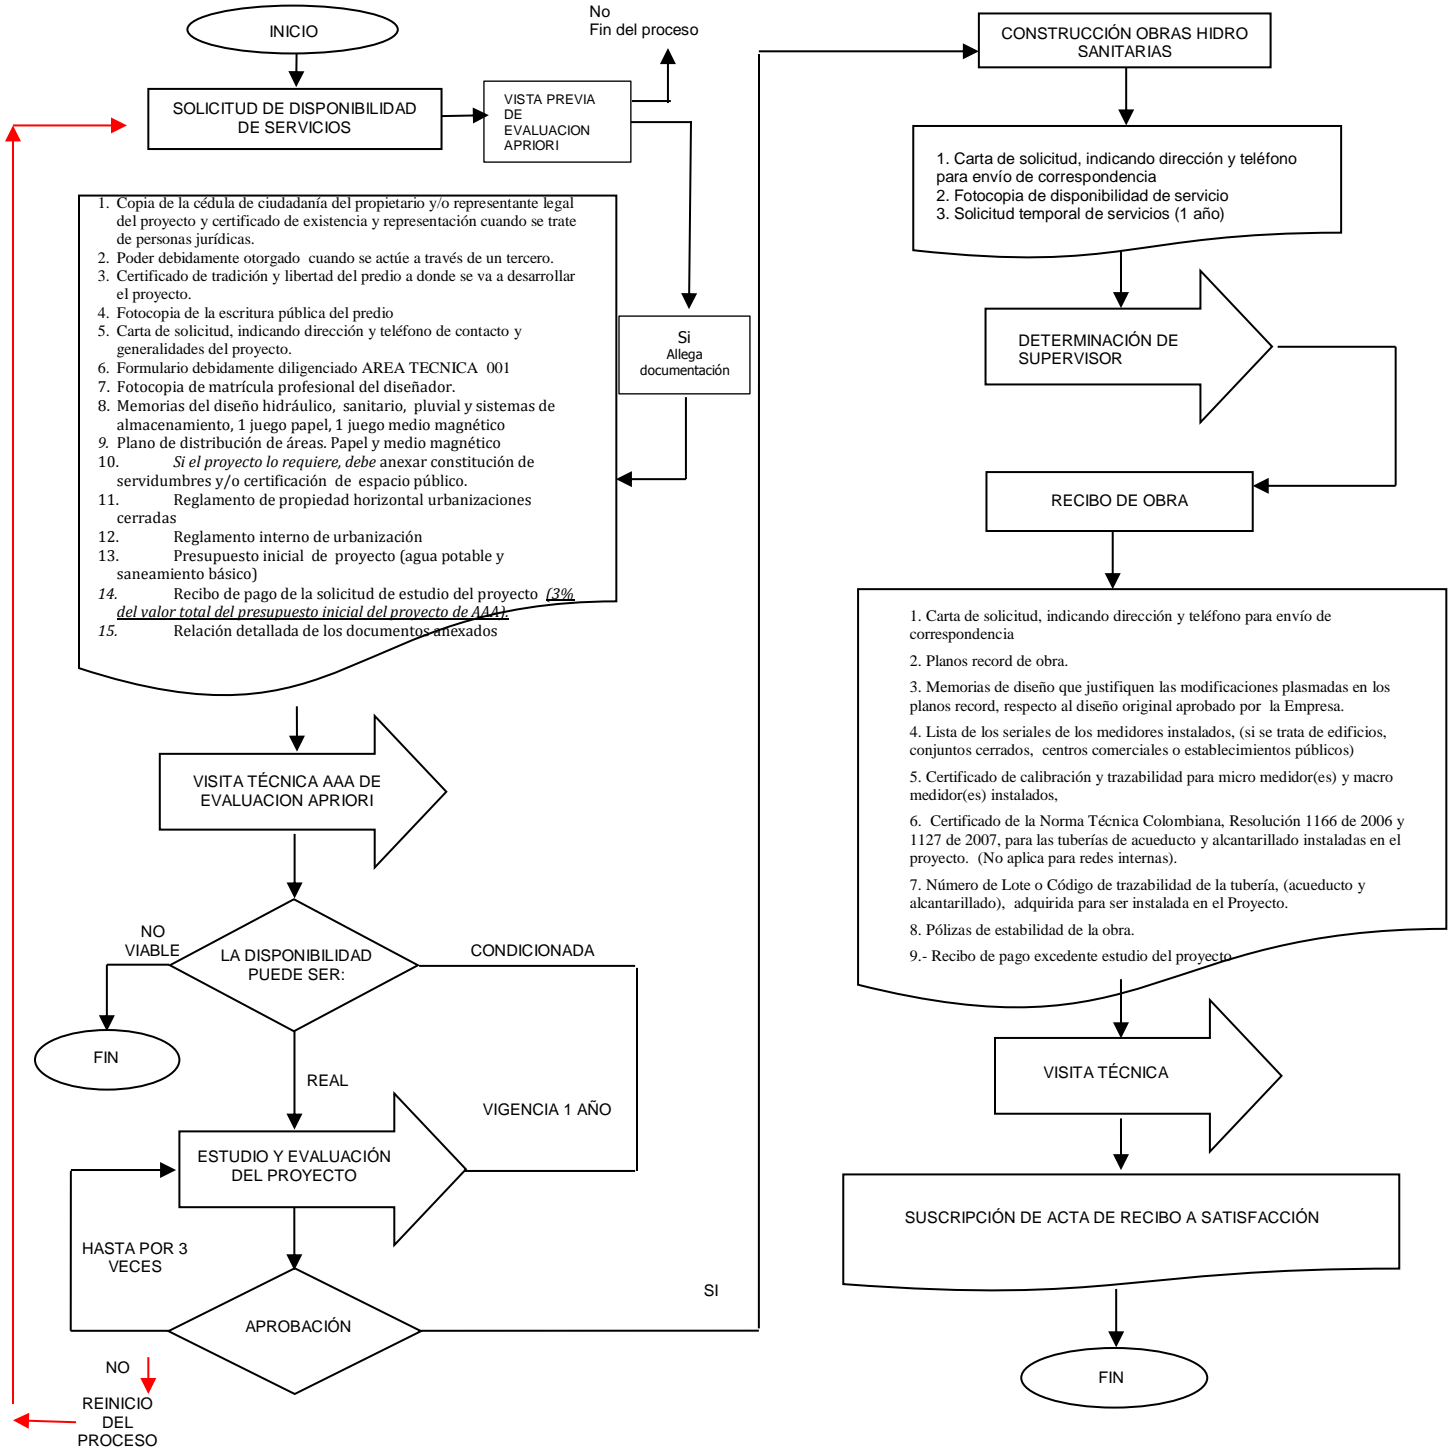 INICIO
SOLICITUD DE DISPONIBILIDAD
DE SERVICIOS
VISTA PREVIA
DE
EVALUACION
APRIORI
No
Fin del proceso
1. Copia de la cédula de ciudadanía del propietario y/o representante legal
del proyecto y certificado de existencia y representación cuando se trate
de personas jurídicas.
2. Poder debidamente otorgado cuando se actúe a través de un tercero.
3. Certificado de tradición y libertad del predio a donde se va a desarrollar
el proyecto.
4. Fotocopia de la escritura pública del predio
5. Carta de solicitud, indicando dirección y teléfono de contacto y
generalidades del proyecto.
6. Formulario debidamente diligenciado AREA TECNICA 001
7. Fotocopia de matrícula profesional del diseñador.
8. Memorias del diseño hidráulico, sanitario, pluvial y sistemas de
almacenamiento, 1 juego papel, 1 juego medio magnético
9. Plano de distribución de áreas. Papel y medio magnético
10. Si el proyecto lo requiere, debe anexar constitución de
servidumbres y/o certificación de espacio público.
11. Reglamento de propiedad horizontal urbanizaciones
cerradas
12. Reglamento interno de urbanización
13. Presupuesto inicial de proyecto (agua potable y
saneamiento básico)
14. Recibo de pago de la solicitud de estudio del proyecto (3%
del valor total del presupuesto inicial del proyecto de AAA).
15. Relación detallada de los documentos anexados
Si
Allega
documentación
VISITA TÉCNICA AAA DE
EVALUACION APRIORI
LA DISPONIBILIDAD
PUEDE SER:
NO
VIABLE
FIN
CONDICIONADA
REAL
VIGENCIA 1 AÑO
ESTUDIO Y EVALUACIÓN
DEL PROYECTO
HASTA POR 3
VECES
APROBACIÓN
SI
NO
REINICIO
DEL
PROCESO
CONSTRUCCIÓN OBRAS HIDRO
SANITARIAS
1. Carta de solicitud, indicando dirección y teléfono
para envío de correspondencia
2. Fotocopia de disponibilidad de servicio
3. Solicitud temporal de servicios (1 año)
DETERMINACIÓN DE
SUPERVISOR
RECIBO DE OBRA
1. Carta de solicitud, indicando dirección y teléfono para envío de
correspondencia
2. Planos record de obra.
3. Memorias de diseño que justifiquen las modificaciones plasmadas en los
planos record, respecto al diseño original aprobado por la Empresa.
4. Lista de los seriales de los medidores instalados, (si se trata de edificios,
conjuntos cerrados, centros comerciales o establecimientos públicos)
5. Certificado de calibración y trazabilidad para micro medidor(es) y macro
medidor(es) instalados,
6. Certificado de la Norma Técnica Colombiana, Resolución 1166 de 2006 y
1127 de 2007, para las tuberías de acueducto y alcantarillado instaladas en el
proyecto. (No aplica para redes internas).
7. Número de Lote o Código de trazabilidad de la tubería, (acueducto y
alcantarillado), adquirida para ser instalada en el Proyecto.
8. Pólizas de estabilidad de la obra.
9.- Recibo de pago excedente estudio del proyecto
VISITA TÉCNICA
SUSCRIPCIÓN DE ACTA DE RECIBO A SATISFACCIÓN
FIN